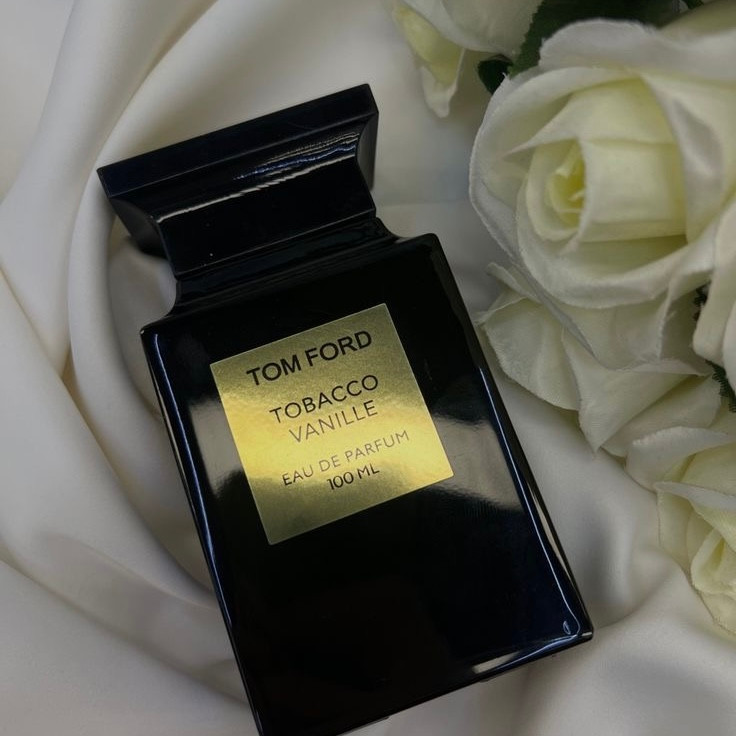 TOM FORD
TOBACCO
VANILLE
EAU DE PARFUM
100 ML